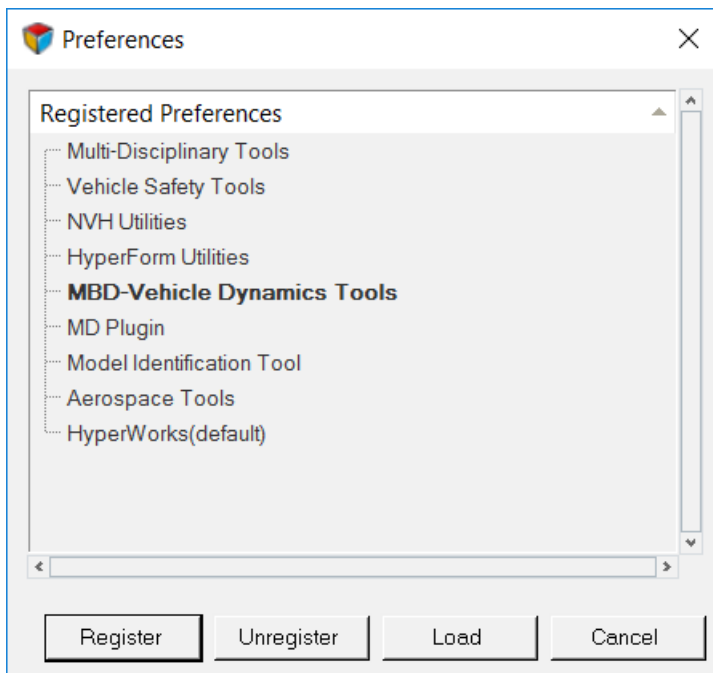 Preferences
Registered Preferences
Multi-Disciplinary Tools
Vehicle Safety Tools
NVH Utilities
HyperForm Utilities
MBD-Vehicle Dynamics Tools
MD Plugin
Model Identification Tool
Aerospace Tools
HyperWorks(default)
Register Unregister Load Cancel